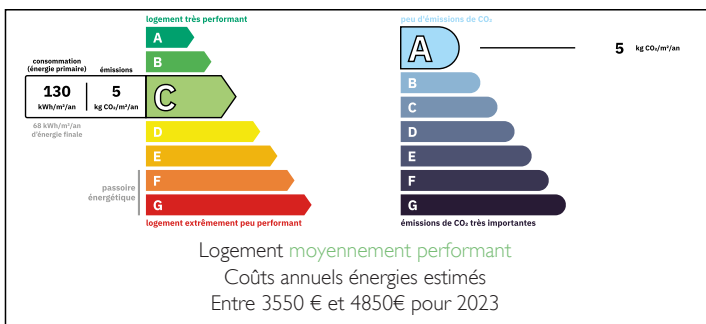 logement très performant
A
B
consommation
(énergie primaire)
émissions
130
kWh/m²/an
5
kg CO₂/m²/an
C
68 kWh/m²/an
d'énergie finale
D
E
F
G
passoire
énergétique
logement extrêmement peu performant
peu d'émissions de CO₂
A
5 kg CO₂/m²/an
B
C
D
E
F
G
émissions de CO₂ très importantes
Logement moyennement performant
Coûts annuels énergies estimés
Entre 3550 € et 4850€ pour 2023